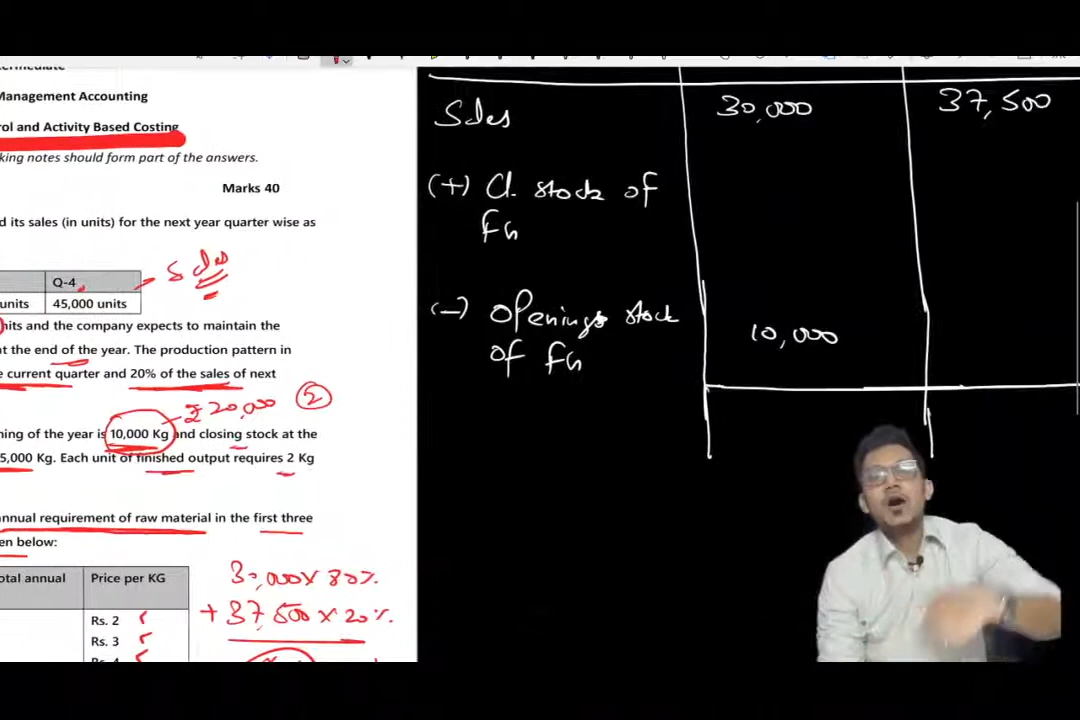 Management Accounting
rol and Activity Based Costing
king notes should form part of the answers.
Marks 40
d its sales (in units) for the next year quarter wise as
Q-4
units 45,000 units
Sales
nits and the company expects to maintain the
at the end of the year. The production pattern in
e current quarter and 20% of the sales of next
₹20,000 2
ning of the year is 10,000 Kg and closing stock at the
5,000 Kg. Each unit of finished output requires 2 Kg
annual requirement of raw material in the first three
en below:
otal annual Price per KG
Rs. 2
Rs. 3
Rs. 4
30,000 x 80%
+ 37,500 x 20%
Sales 30,000 37,500
(+) Cl. stock of
FG
(-) Openings stock 10,000
of FG